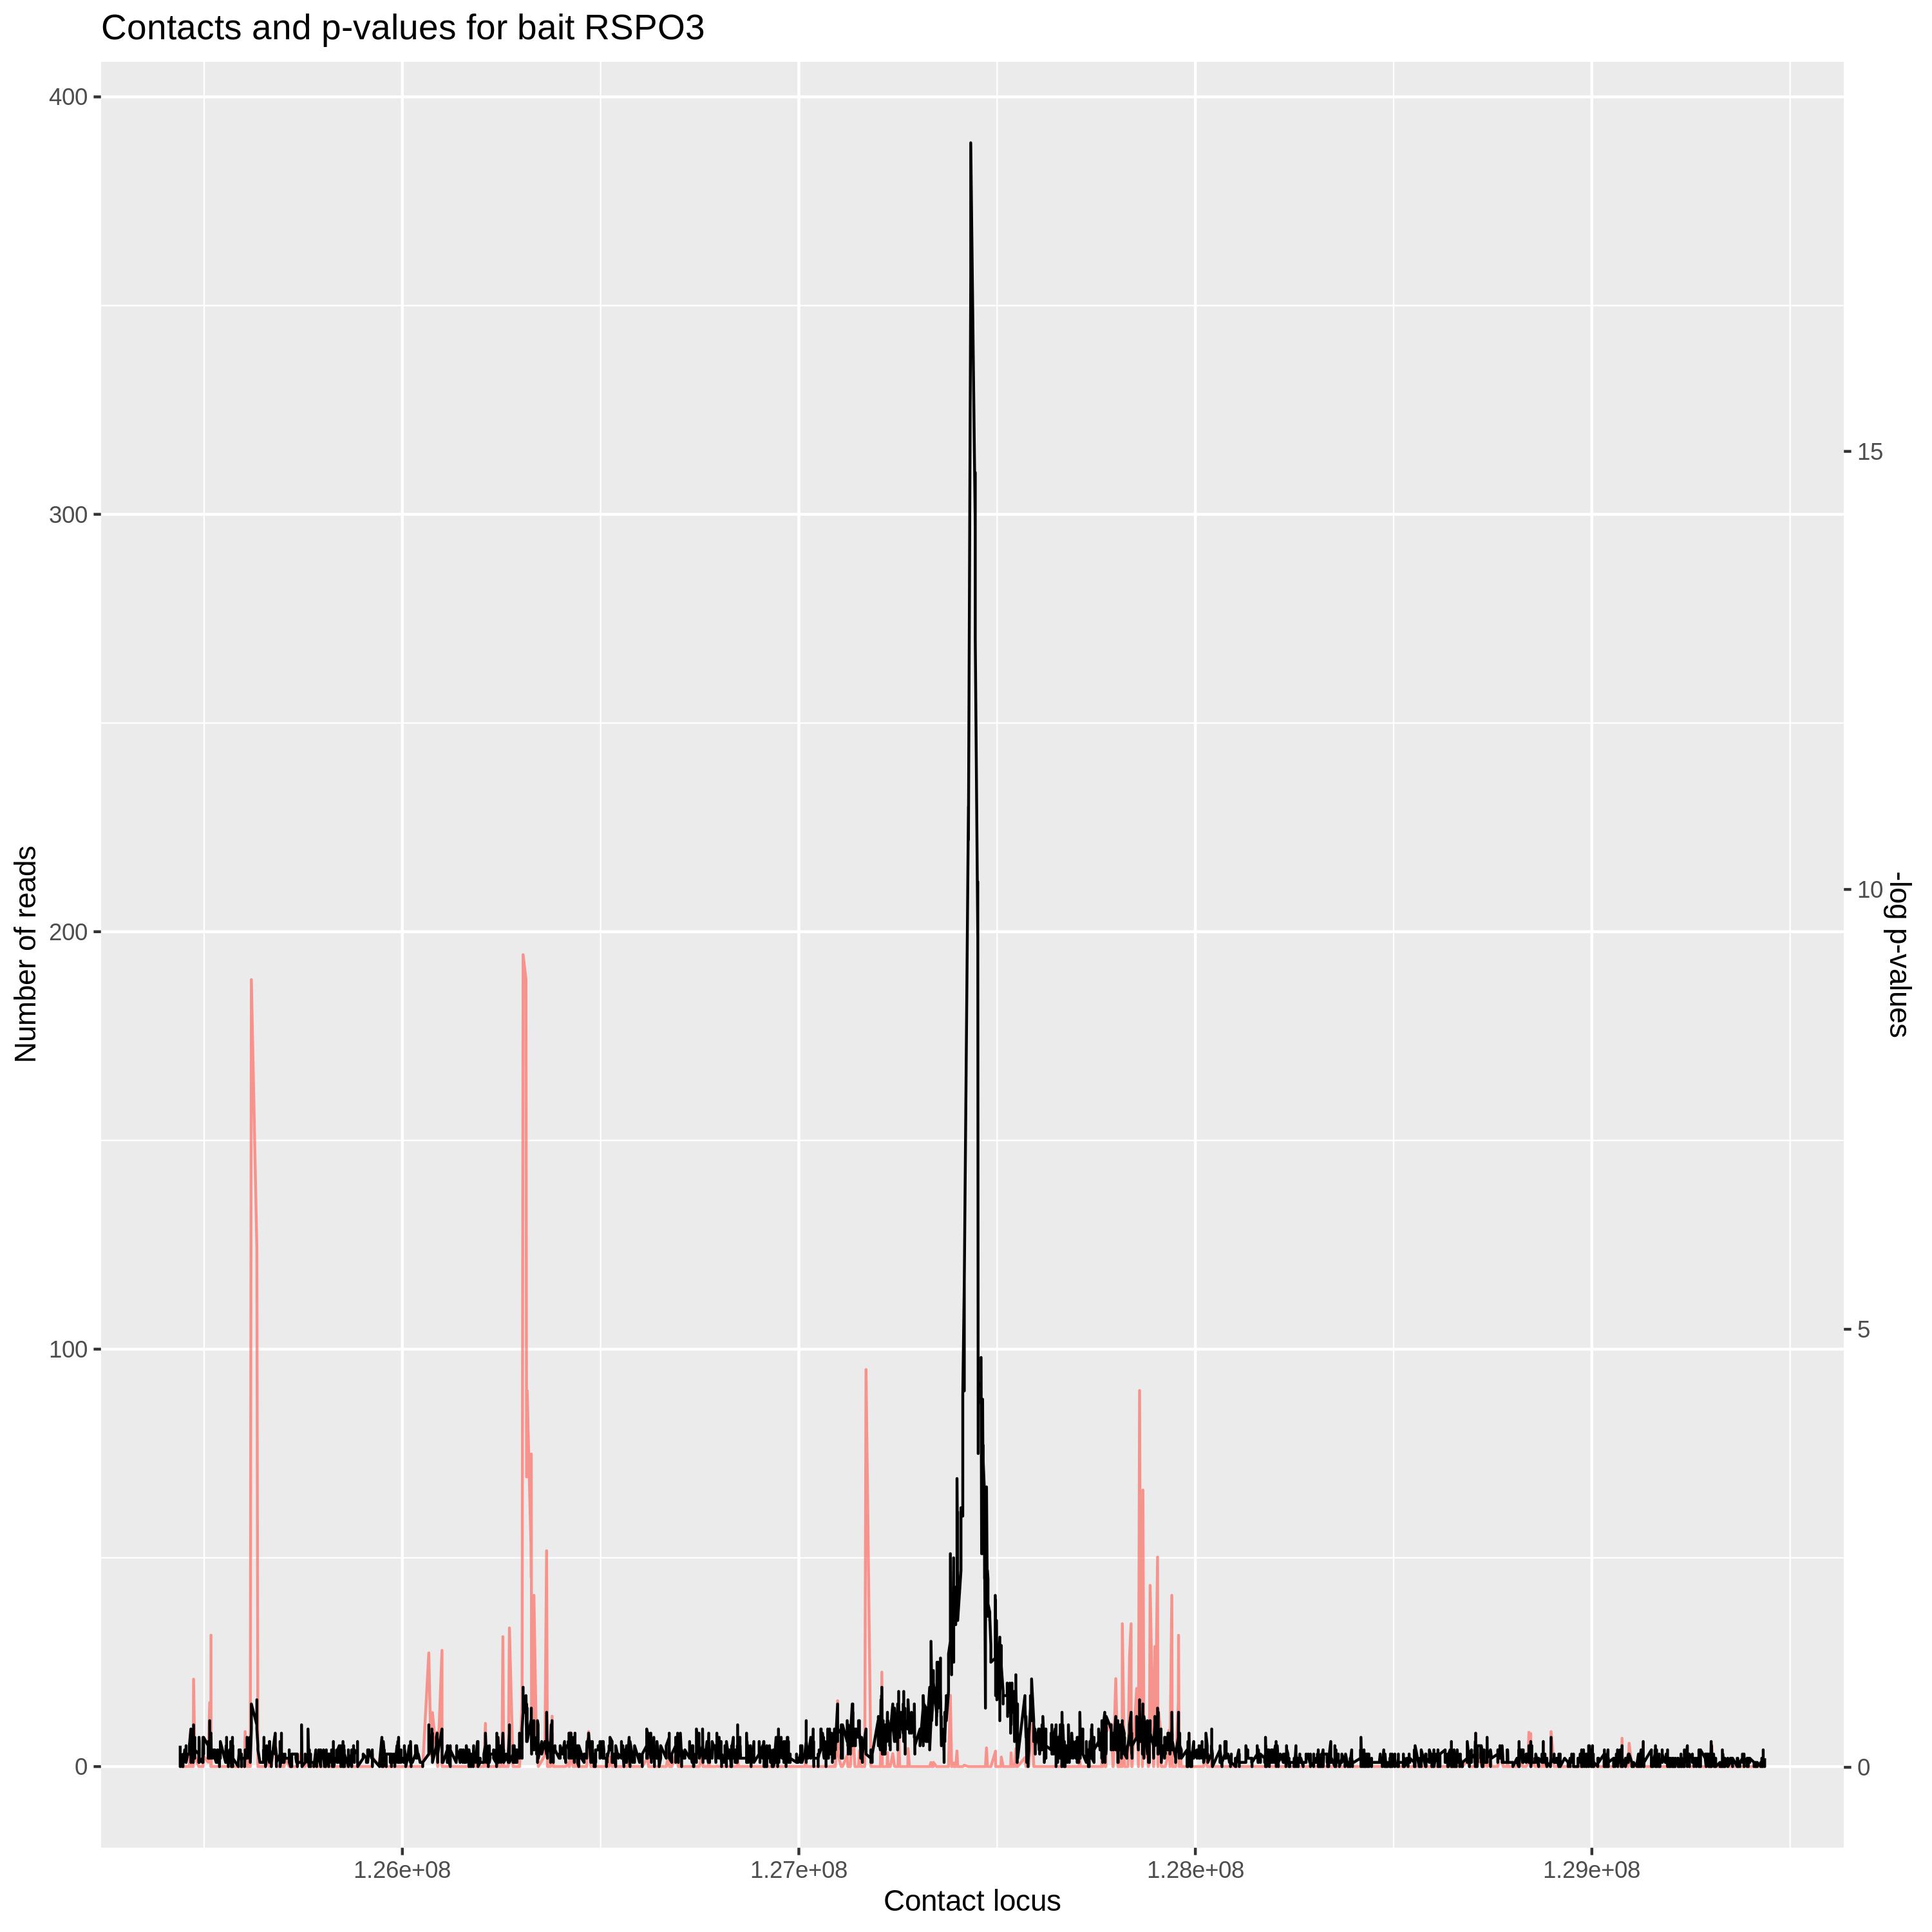 Contacts and p-values for bait RSPO3
400
300
200
100
0
Number of reads
15
10
5
0
-log p-values
1.26e+08
1.27e+08
1.28e+08
1.29e+08
Contact locus